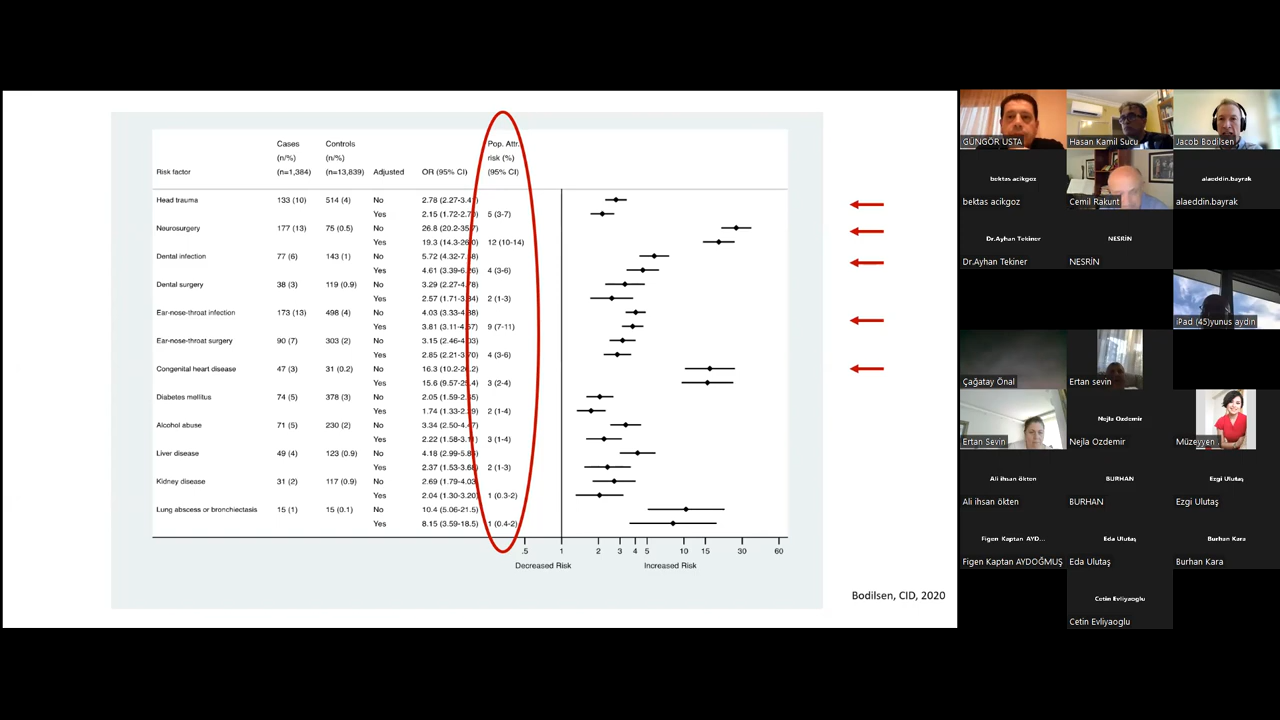 Cases Controls Pop. Attr.
(n/%) (n/%) risk (%)
Risk factor (n=1,384) (n=13,839) Adjusted OR (95% CI) (95% CI)
Head trauma 133 (10) 514 (4) No 2.78 (2.27-3.4
Yes 2.15 (1.72-2. 5 (3-7)
Neurosurgery 177 (13) 75 (0.5) No 26.8 (20.2-35.
Yes 19.3 (14.3-26.0) 12 (10-14)
Dental infection 77 (6) 143 (1) No 5.72 (4.32-7. 8)
Yes 4.61 (3.39-6. 6) 4 (3-6)
Dental surgery 38 (3) 119 (0.9) No 3.29 (2.27-4. 8)
Yes 2.57 (1.71-3. 4) 2 (1-3)
Ear-nose-throat infection 173 (13) 498 (4) No 4.03 (3.33-4. 8)
Yes 3.81 (3.11-4. 7) 9 (7-11)
Ear-nose-throat surgery 90 (7) 303 (2) No 3.15 (2.46-4. 3)
Yes 2.85 (2.21-3. 0) 4 (3-6)
Congenital heart disease 47 (3) 31 (0.2) No 16.3 (10.2-26.2)
Yes 15.6 (9.57-25.4) 3 (2-4)
Diabetes mellitus 74 (5) 378 (3) No 2.05 (1.59-2. 5)
Yes 1.74 (1.33-2. 9) 2 (1-4)
Alcohol abuse 71 (5) 230 (2) No 3.34 (2.50-4. 7)
Yes 2.22 (1.58-3.1 ) 3 (1-4)
Liver disease 49 (4) 123 (0.9) No 4.18 (2.99-5.8 )
Yes 2.37 (1.53-3.68) 2 (1-3)
Kidney disease 31 (2) 117 (0.9) No 2.69 (1.79-4.03)
Yes 2.04 (1.30-3.20) 1 (0.3-2)
Lung abscess or bronchiectasis 15 (1) 15 (0.1) No 10.4 (5.06-21.5)
Yes 8.15 (3.59-18.5) 1 (0.4-2)
.5 1 2 3 4 5 10 15 30 60
Decreased Risk Increased Risk
Bodilsen, CID, 2020
GÜNGÖR USTA Hasan Kamil Sucu Jacob Bodilsen
bektas acikgoz alaeddin.bayrak
bektas acikgoz Cemil Rakunt alaeddin.bayrak
Dr.Ayhan Tekiner NESRİN
Dr.Ayhan Tekiner NESRİN
iPad (45)yunus aydın
Çağatay Önal Ertan sevin
Nejla Ozdemir
Ertan Sevin Nejla Ozdemir Müzeyyen
Ali ihsan ökten BURHAN Ezgi Ulutaş
Ali ihsan ökten BURHAN Ezgi Ulutaş
Figen Kaptan AYD... Eda Ulutaş Burhan Kara
Figen Kaptan AYDOĞMUŞ Eda Ulutaş Burhan Kara
Cetin Evliyaoglu
Cetin Evliyaoglu